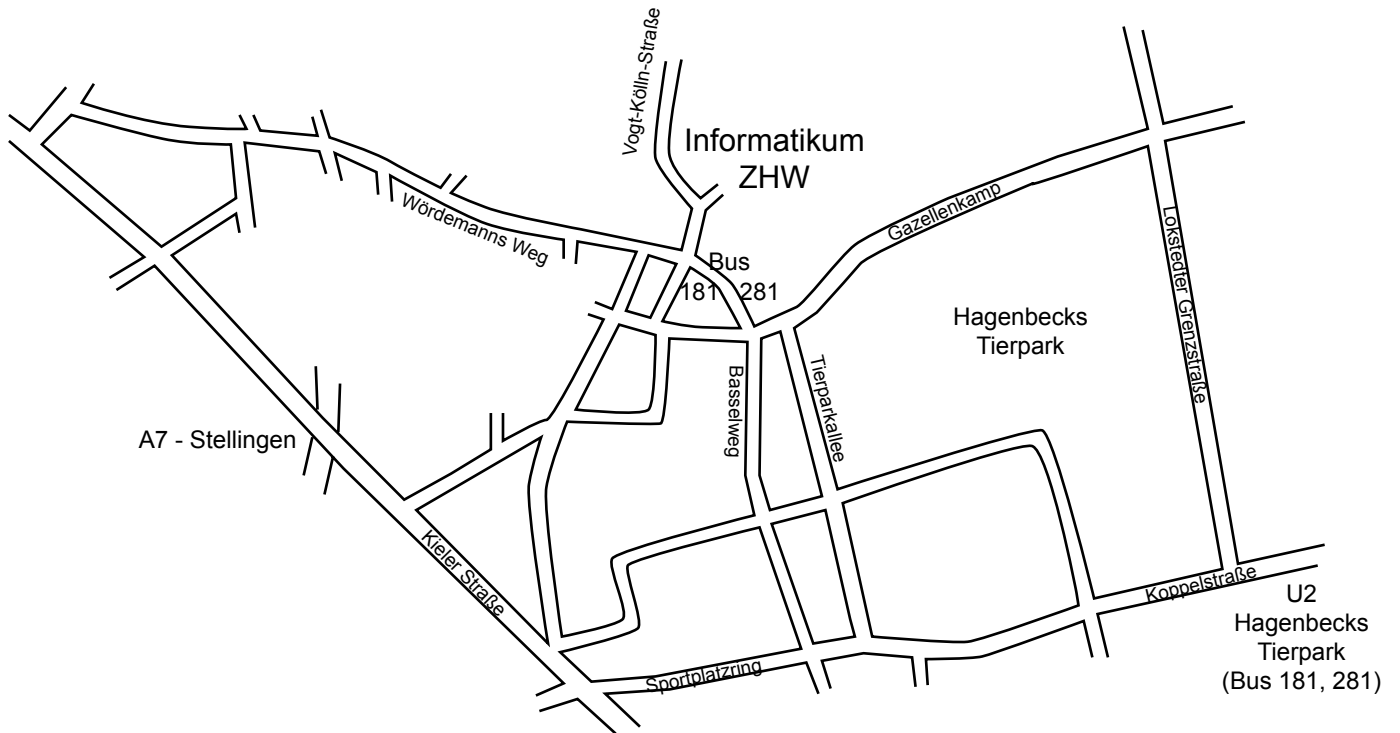 Vogt-Kölln-Straße
Informatikum
ZHW
Wördemanns Weg
Gazellenkamp
Lokstedter Grenzstraße
Bus
181 281
Hagenbecks
Tierpark
Tierparkallee
Basselweg
A7 - Stellingen
Kieler Straße
Koppelstraße
U2
Hagenbecks
Tierpark
(Bus 181, 281)
Sportplatzring